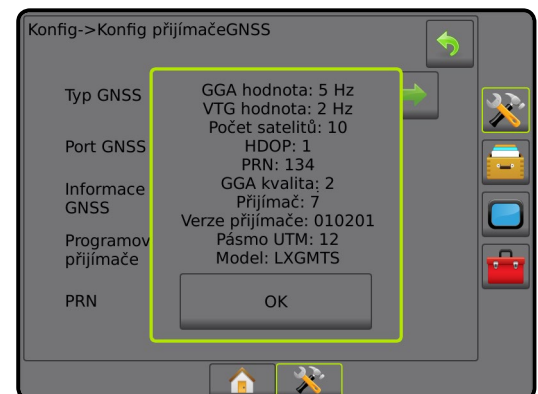 Konfig->Konfig přijímačeGNSS
Typ GNSS
Port GNSS
Informace
GNSS
Programov
přijímače
PRN
GGA hodnota: 5 Hz
VTG hodnota: 2 Hz
Počet satelitů: 10
HDOP: 1
PRN: 134
GGA kvalita: 2
Přijímač: 7
Verze přijímače: 010201
Pásmo UTM: 12
Model: LXGMTS
OK